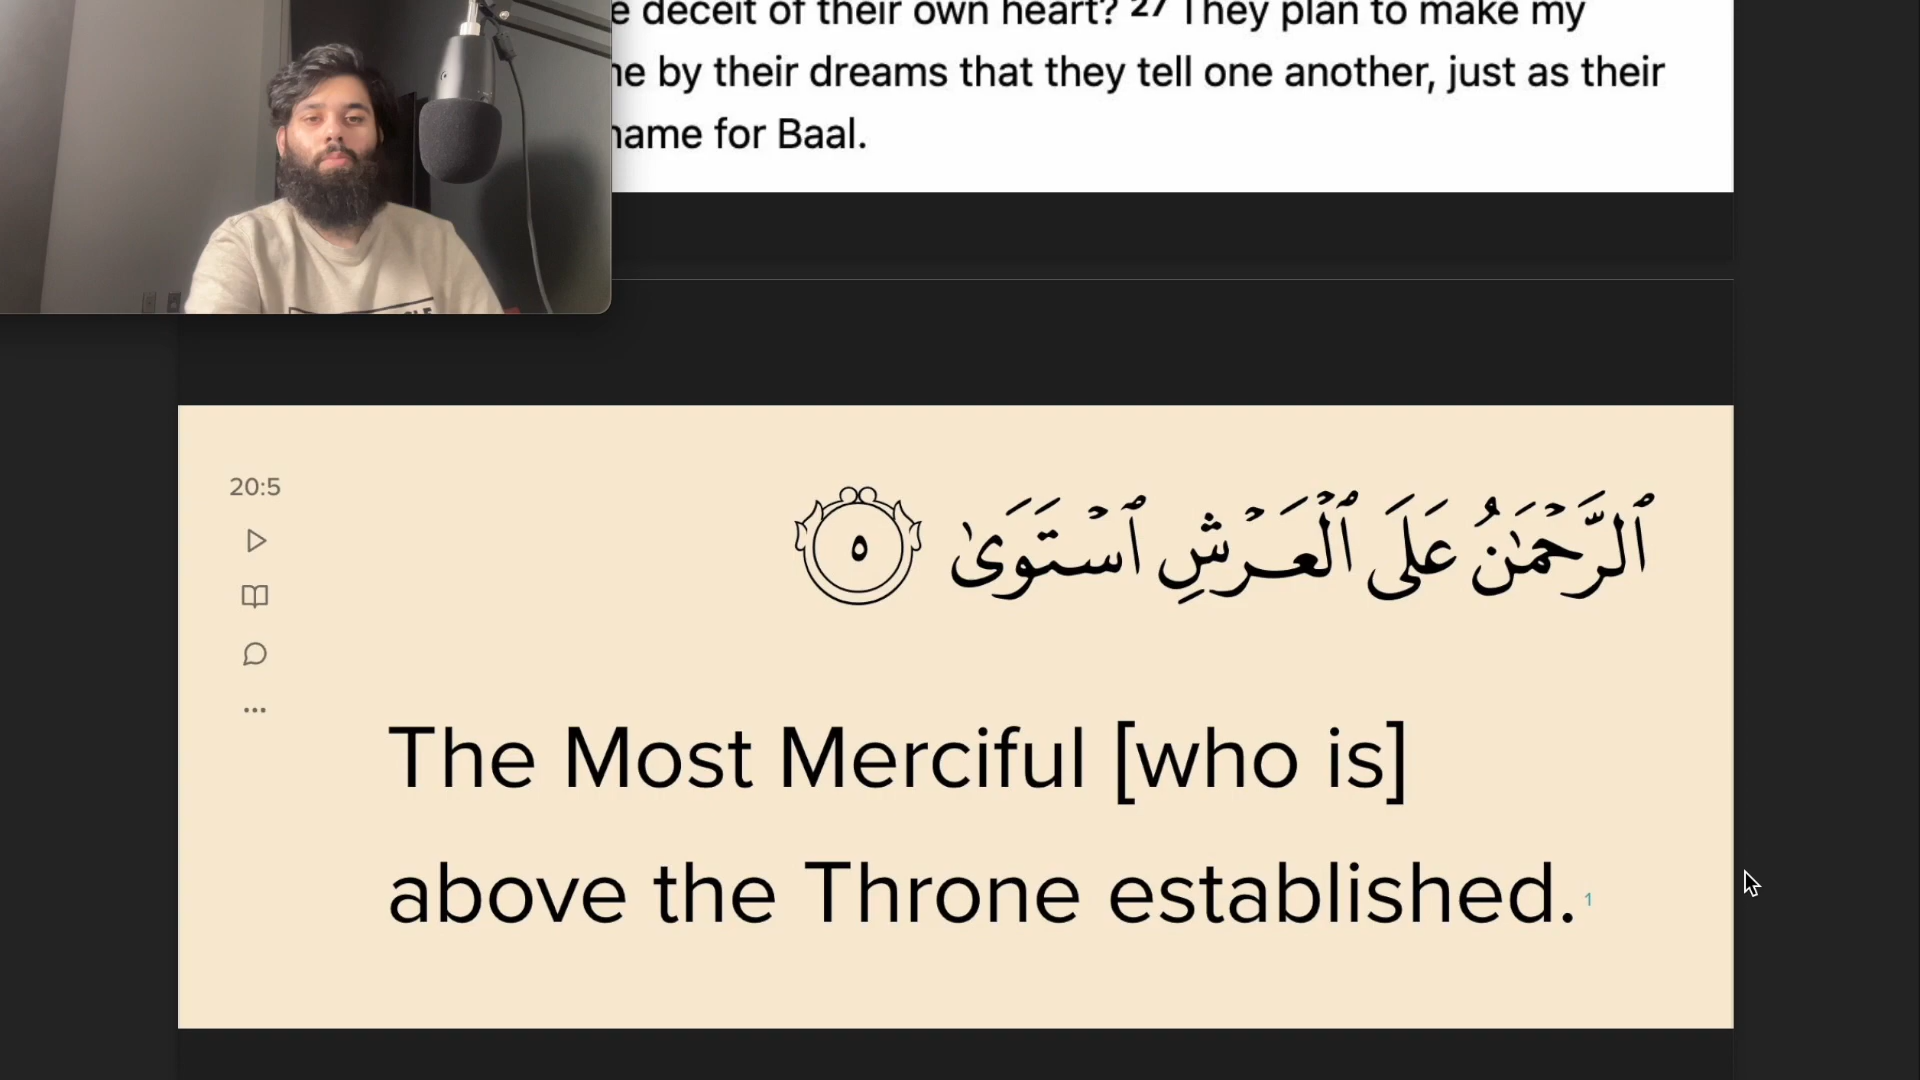 deceit of their own heart? 27 They plan to make my
by their dreams that they tell one another, just as their
name for Baal.
20:5
ٱلرَّحْمَـٰنُ عَلَى ٱلْعَرْشِ ٱسْتَوَىٰ ٥
The Most Merciful [who is]
above the Throne established.1